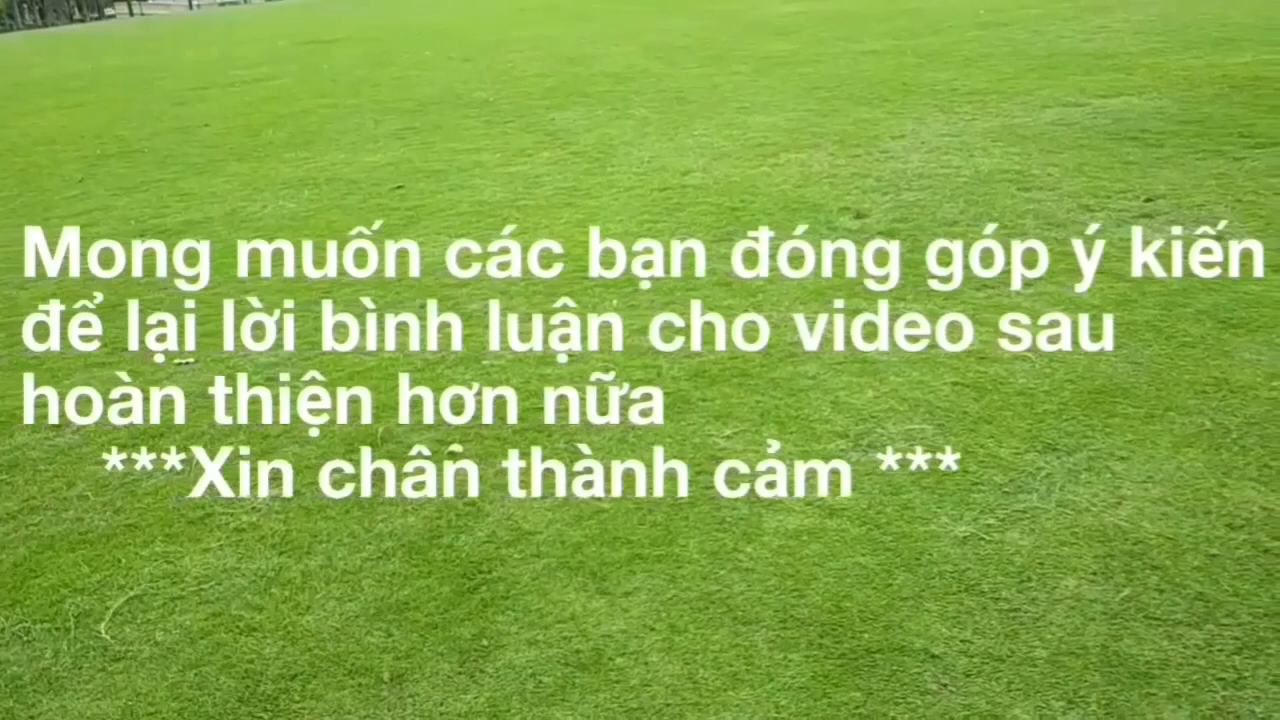 Mong muốn các bạn đóng góp ý kiến
để lại lời bình luận cho video sau
hoàn thiện hơn nữa
***Xin chân thành cảm ***